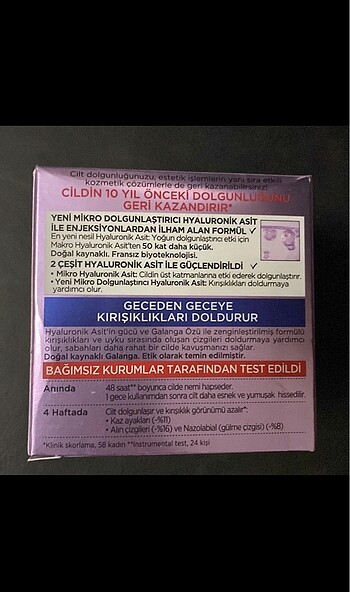 Cilt dolgunluğunuzu, estetik işlemlerin yanı sıra etkili
kozmetik çözümlerle de geri kazanabilirsiniz!
CİLDİN 10 YIL ÖNCEKİ DOLGUNLUĞUNU
GERİ KAZANDIRIR*
YENİ MİKRO DOLGUNLAŞTIRICI HYALURONİK ASİT
İLE ENJEKSİYONLARDAN İLHAM ALAN FORMÜL ✓
En yeni nesil Hyaluronik Asit: Yoğun dolgunlaştırıcı etki için
Makro Hyaluronik Asit'ten 50 kat daha küçük.
Doğal kaynaklı. Fransız biyoteknolojisi.
2 ÇEŞİT HYALURONİK ASİT İLE GÜÇLENDİRİLDİ ✓
• Mikro Hyaluronik Asit: Cildin üst katmanlarına etki ederek dolgunlaştırır.
• Yeni Mikro Dolgunlaştırıcı Hyaluronik Asit: Kırışıklıkları doldurmaya
yardımcı olur.
GECEDEN GECEYE
KIRIŞIKLIKLARI DOLDURUR
Hyaluronik Asit'in gücü ve Galanga Özü ile zenginleştirilmiş formülü
kırışıklıkları ve uyku sırasında oluşan çizgileri doldurmaya yardımcı
olur, sabahları daha rahat bir cilde kavuşmanızı sağlar.
Doğal kaynaklı Galanga. Etik olarak temin edilmiştir.
BAĞIMSIZ KURUMLAR TARAFINDAN TEST EDİLDİ
Anında 48 saat** boyunca cilde nemi hapseder.
1 gece kullanımdan sonra cilt daha esnek ve yumuşak hissedilir.
4 Haftada Cilt dolgunlaşır ve kırışıklık görünümü azalır*:
• Kaz ayakları (-%11)
• Alın çizgileri (-%16) ve Nazolabial (gülme çizgisi) (-%8)
*Klinik skorlama, 58 kadın **Instrumental test, 24 kişi